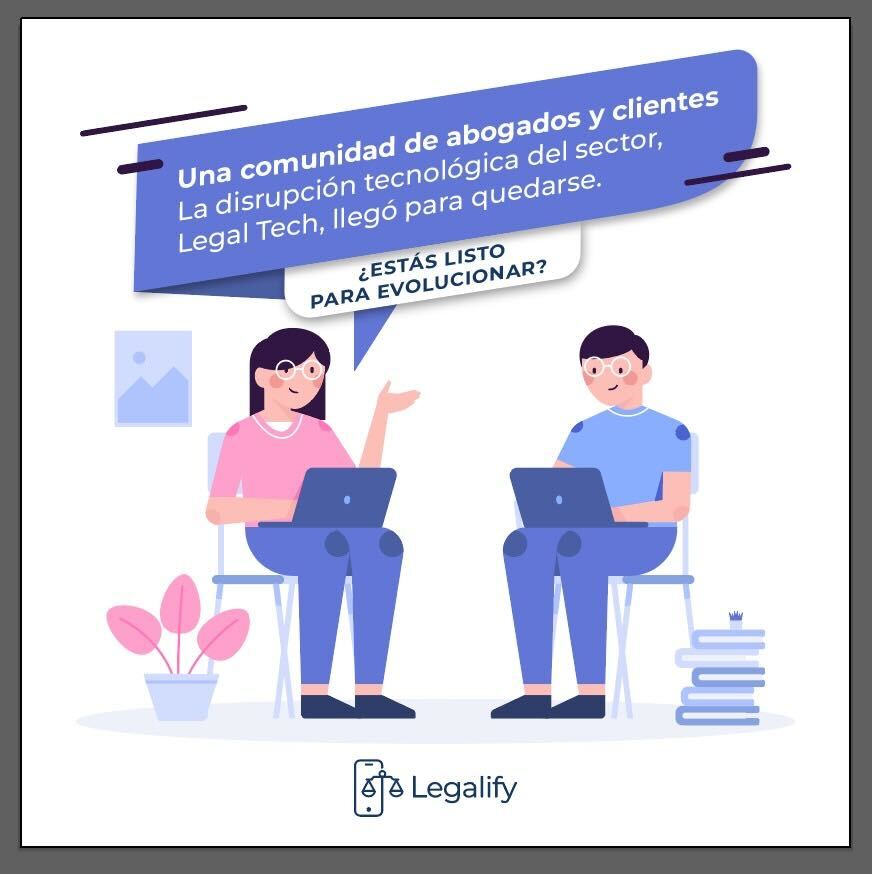 Una comunidad de abogados y clientes
La disrupción tecnológica del sector,
Legal Tech, llegó para quedarse.
¿ESTÁS LISTO
PARA EVOLUCIONAR?
Legalify